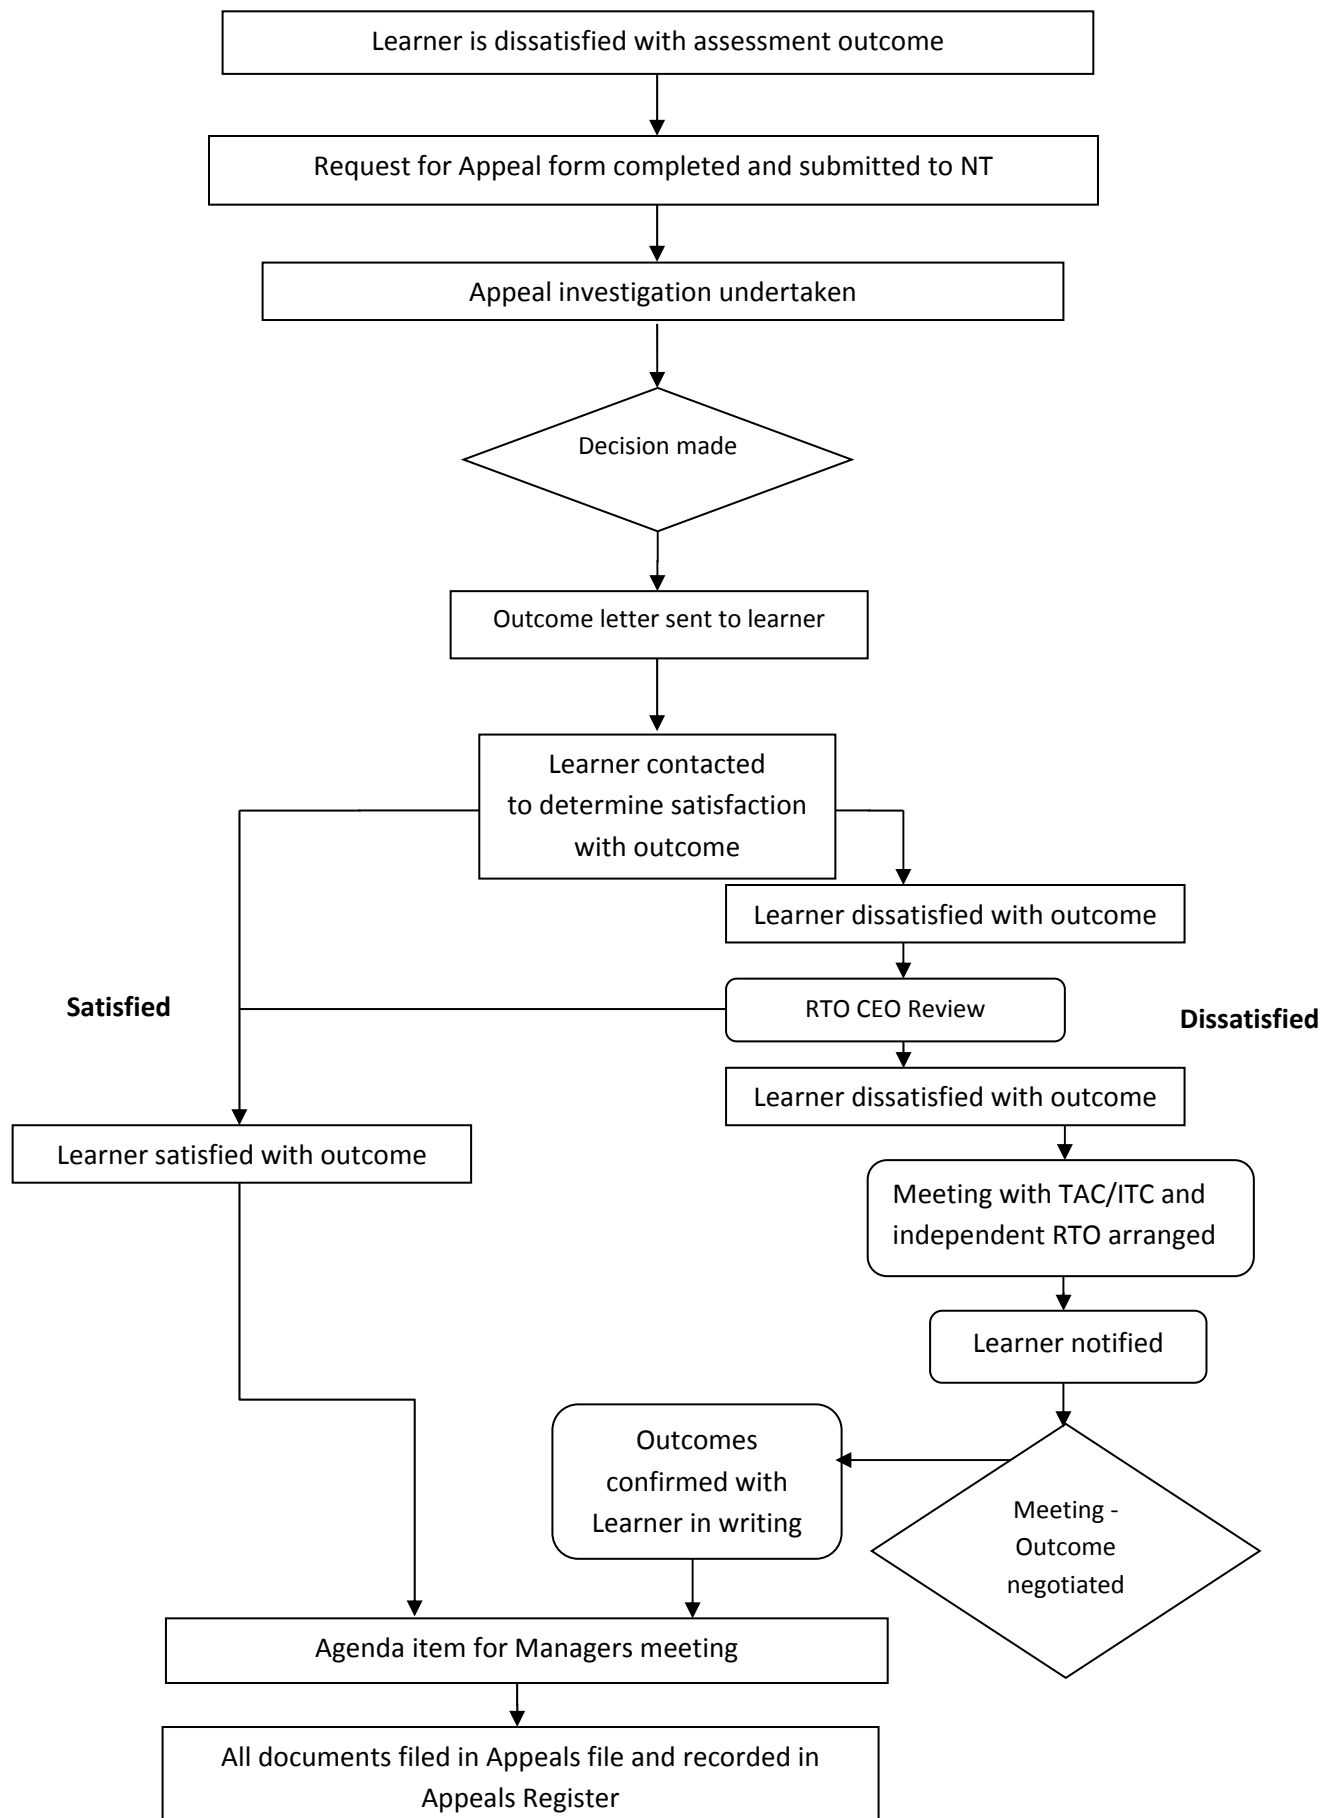 Learner is dissatisfied with assessment outcome
Request for Appeal form completed and submitted to NT
Appeal investigation undertaken
Decision made
Outcome letter sent to learner
Learner contacted
to determine satisfaction
with outcome
Learner dissatisfied with outcome
Satisfied
RTO CEO Review
Dissatisfied
Learner dissatisfied with outcome
Learner satisfied with outcome
Meeting with TAC/ITC and
independent RTO arranged
Learner notified
Outcomes
confirmed with
Learner in writing
Meeting -
Outcome
negotiated
Agenda item for Managers meeting
All documents filed in Appeals file and recorded in
Appeals Register